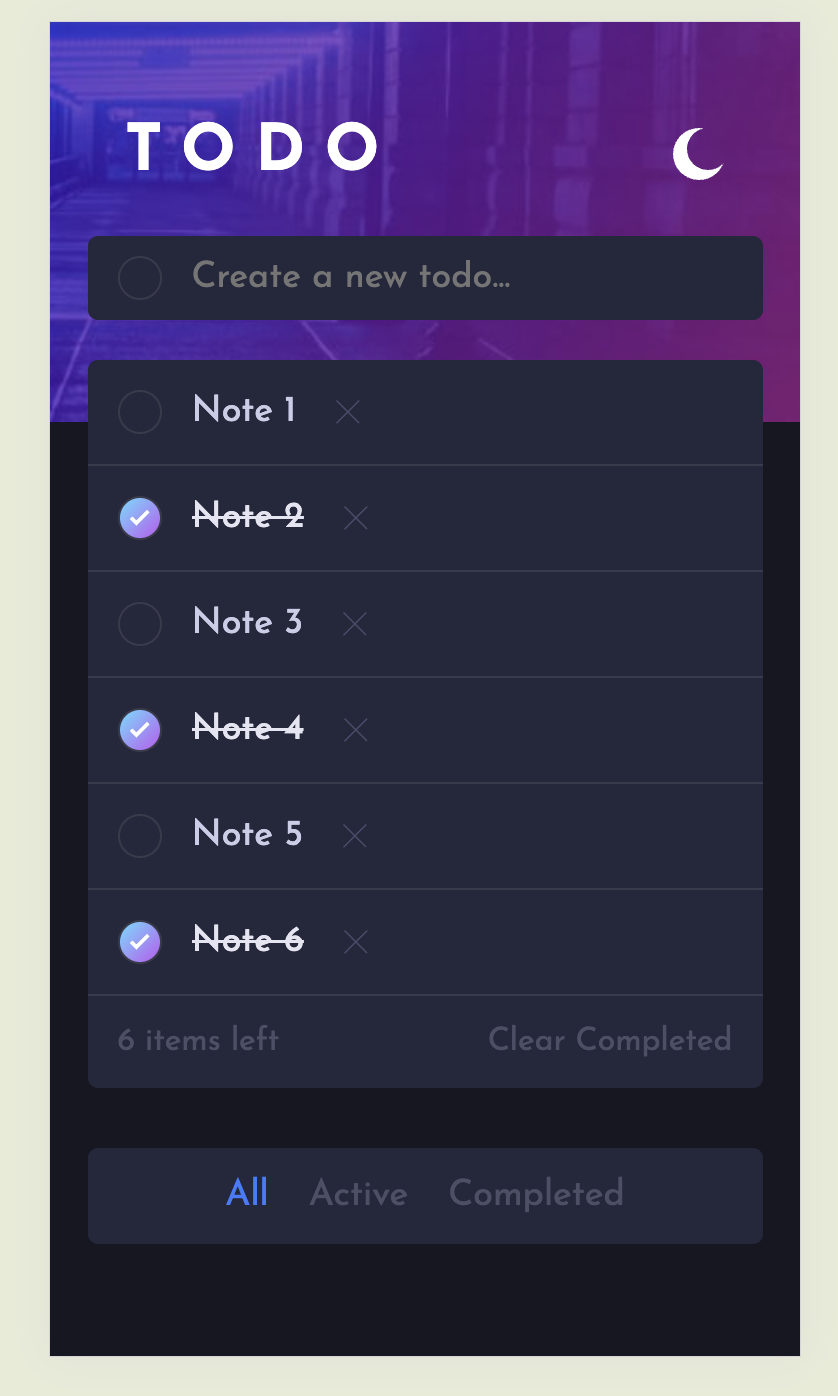 TODO
Create a new todo...
Note 1
Note 2
Note 3
Note 4
Note 5
Note 6
6 items left Clear Completed
All Active Completed